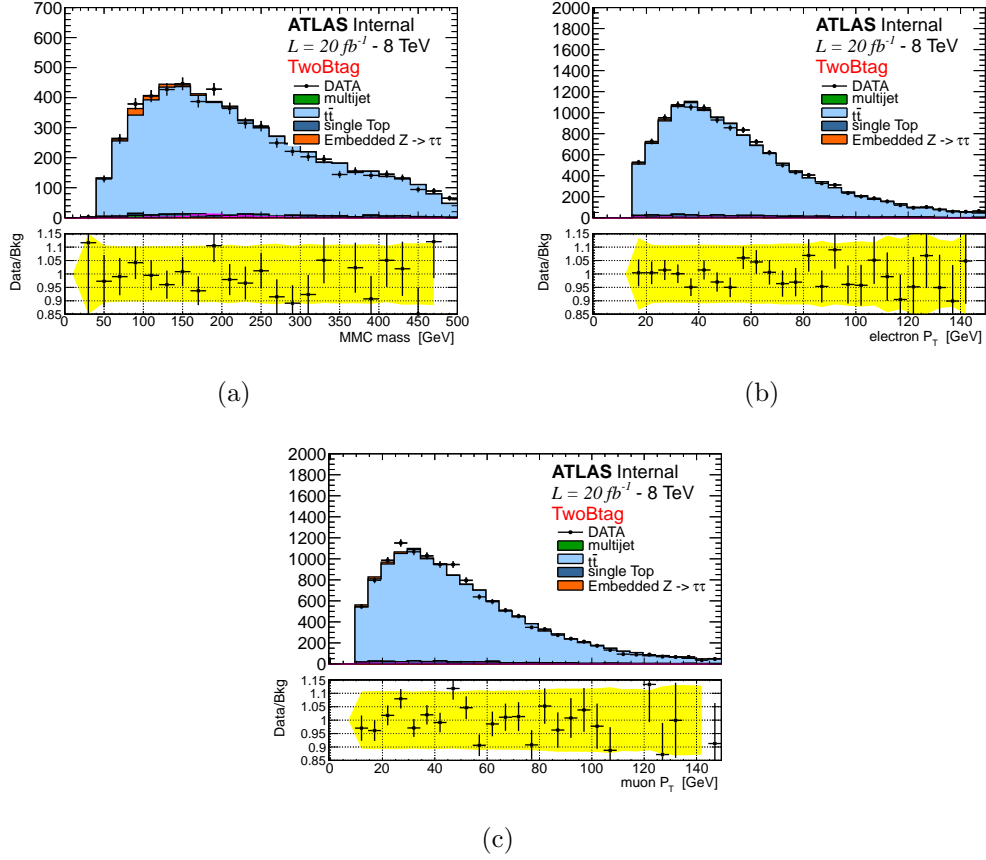 700
600
500
400
300
200
100
0
ATLAS Internal
L = 20 fb⁻¹ - 8 TeV
TwoBtag
DATA
multijet
tt̄
single Top
Embedded Z -> ττ
Data/Bkg
1.15
1.1
1.05
1
0.95
0.9
0.85
0 50 100 150 200 250 300 350 400 450 500
MMC mass [GeV]
(a)
2000
1800
1600
1400
1200
1000
800
600
400
200
0
ATLAS Internal
L = 20 fb⁻¹ - 8 TeV
TwoBtag
DATA
multijet
tt̄
single Top
Embedded Z -> ττ
Data/Bkg
1.15
1.1
1.05
1
0.95
0.9
0.85
0 20 40 60 80 100 120 140
electron P_T [GeV]
(b)
2000
1800
1600
1400
1200
1000
800
600
400
200
0
ATLAS Internal
L = 20 fb⁻¹ - 8 TeV
TwoBtag
DATA
multijet
tt̄
single Top
Embedded Z -> ττ
Data/Bkg
1.15
1.1
1.05
1
0.95
0.9
0.85
0 20 40 60 80 100 120 140
muon P_T [GeV]
(c)